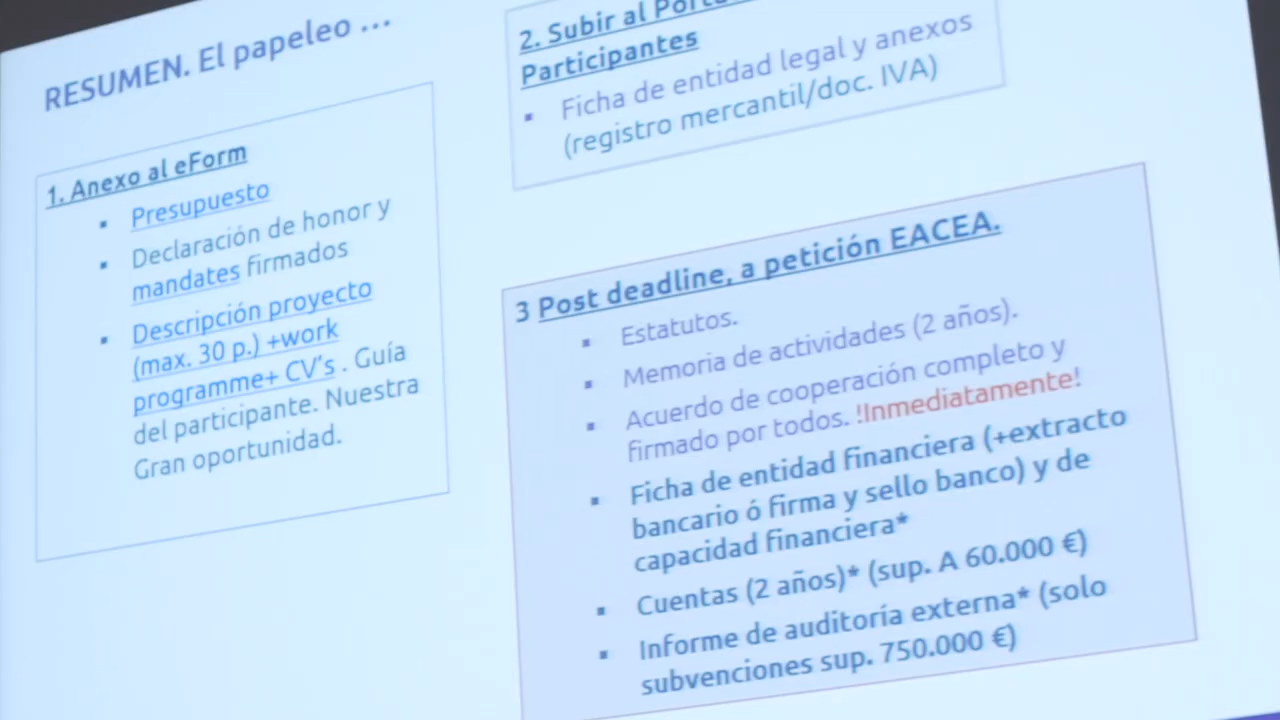 RESUMEN. El papeleo ...
1. Anexo al eForm
▪ Presupuesto
▪ Declaración de honor y
mandates firmados
▪ Descripción proyecto
(max. 30 p.) +work
programme+ CV's . Guía
del participante. Nuestra
Gran oportunidad.
2. Subir al
Participantes
▪ Ficha de entidad legal y anexos
(registro mercantil/doc. IVA)
3 Post deadline, a petición EACEA.
▪ Estatutos.
▪ Memoria de actividades (2 años).
▪ Acuerdo de cooperación completo y
firmado por todos. !Inmediatamente!
▪ Ficha de entidad financiera (+extracto
bancario ó firma y sello banco) y de
capacidad financiera*
▪ Cuentas (2 años)* (sup. A 60.000 €)
▪ Informe de auditoría externa* (solo
subvenciones sup. 750.000 €)